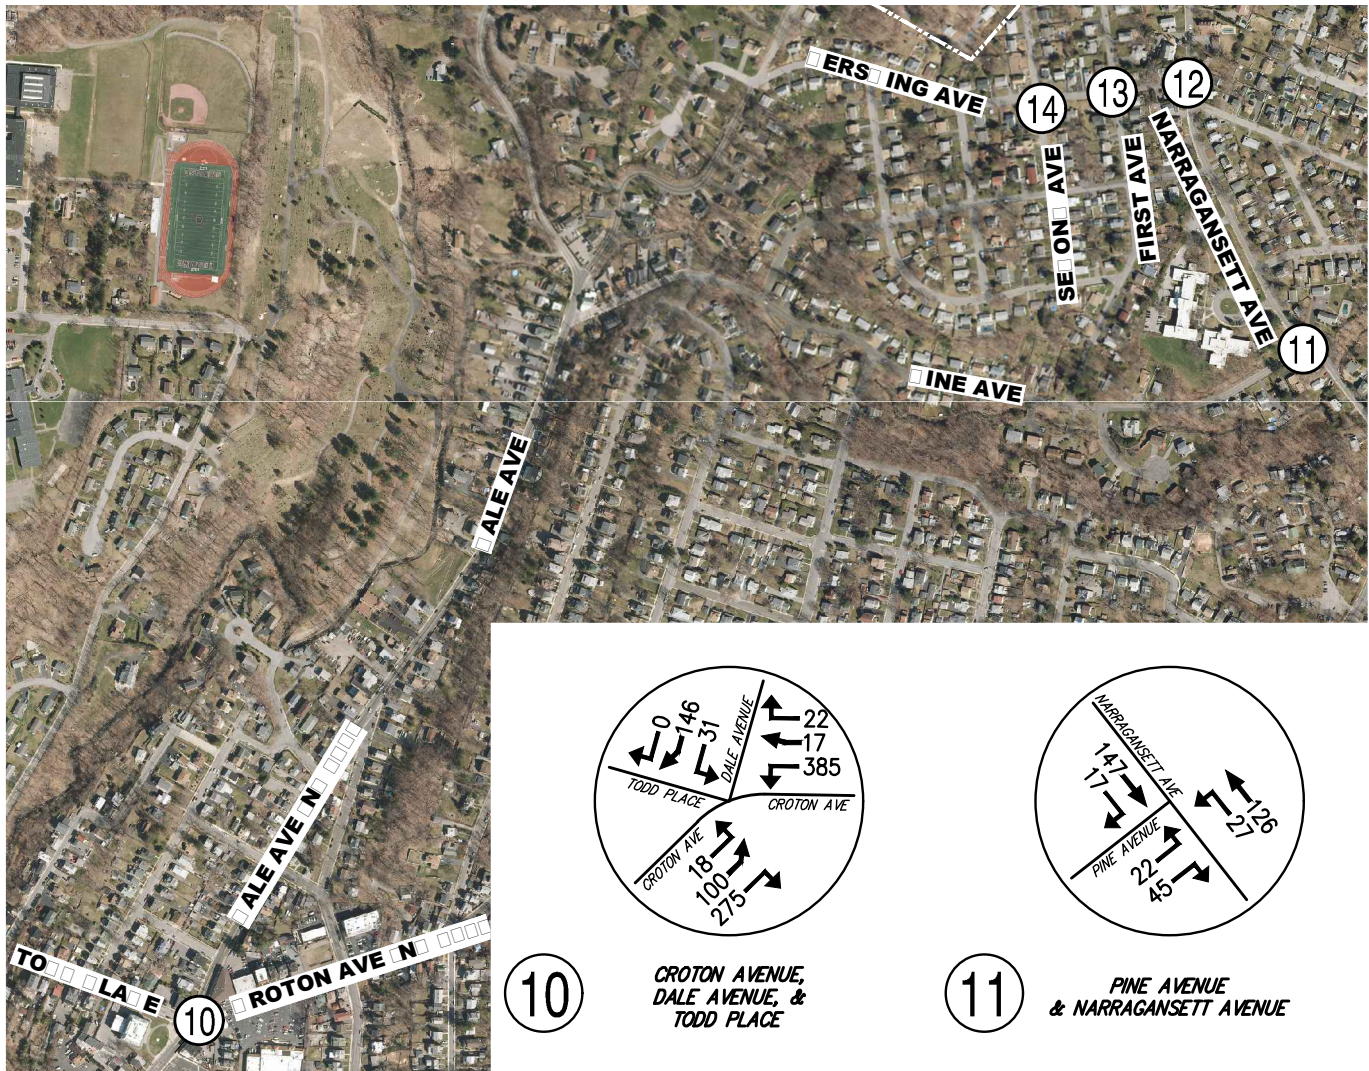 □ERS□ING AVE
14
13
12
SE□ON□ AVE
FIRST AVE
NARRAGANSETT AVE
11
□INE AVE
□ALE AVE
□ALE AVE□N□□□□□
TO□□ □LA□E
10
□ROTON AVE□N□ □□□□
0
146
31
DALE AVENUE
22
17
385
TODD PLACE
CROTON AVE
CROTON AVE
18
100
275
10
CROTON AVENUE,
DALE AVENUE, &
TODD PLACE
NARRAGANSETT AVE
147
17
126
27
PINE AVENUE
22
45
11
PINE AVENUE
& NARRAGANSETT AVENUE